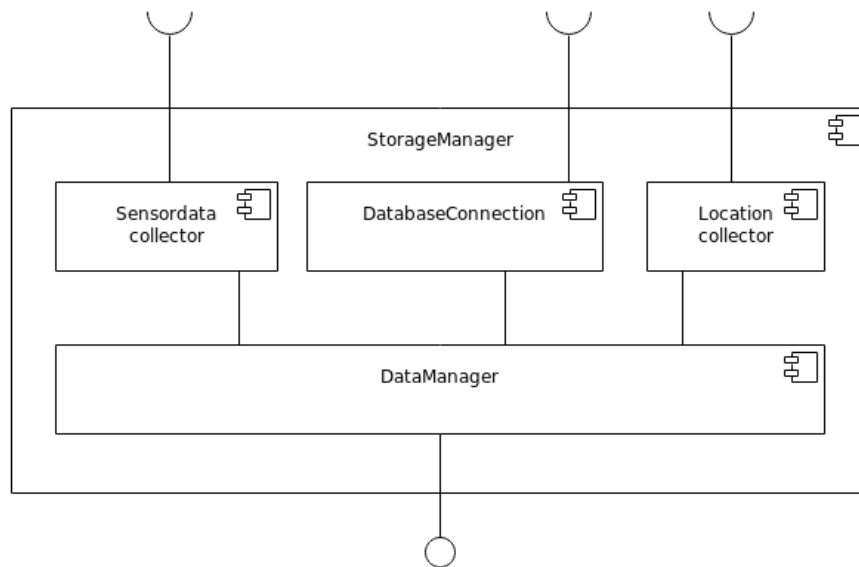 StorageManager
Sensordata
collector
DatabaseConnection
Location
collector
DataManager